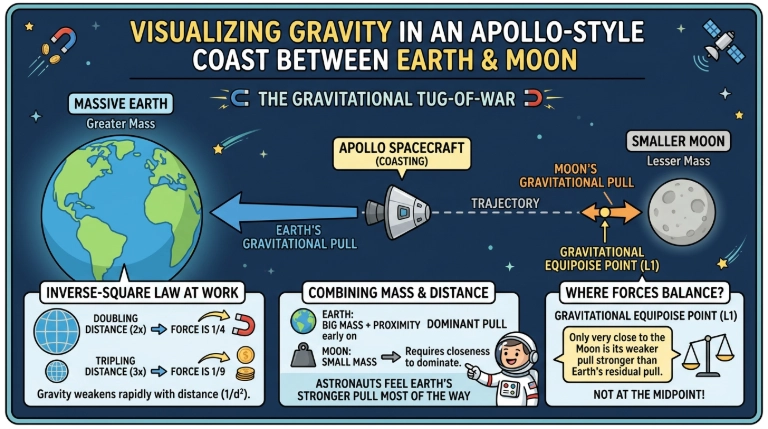 VISUALIZING GRAVITY IN AN APOLLO-STYLE
COAST BETWEEN EARTH & MOON
THE GRAVITATIONAL TUG-OF-WAR
MASSIVE EARTH
Greater Mass
APOLLO SPACECRAFT
(COASTING)
SMALLER MOON
Lesser Mass
MOON'S
GRAVITATIONAL PULL
TRAJECTORY
EARTH'S
GRAVITATIONAL PULL
GRAVITATIONAL
EQUIPOISE POINT (L1)
INVERSE-SQUARE LAW AT WORK
DOUBLING
DISTANCE (2x)
FORCE IS 1/4
TRIPLING
DISTANCE (3x)
FORCE IS 1/9
Gravity weakens rapidly with distance (1/d²).
COMBINING MASS & DISTANCE
EARTH:
BIG MASS + PROXIMITY
early on
DOMINANT PULL
MOON:
SMALL MASS
Requires closeness
to dominate.
ASTRONAUTS FEEL EARTH'S
STRONGER PULL MOST OF THE WAY
WHERE FORCES BALANCE?
GRAVITATIONAL EQUIPOISE POINT (L1)
Only very close to the
Moon is its weaker
pull stronger than
Earth's residual pull.
NOT AT THE MIDPOINT!